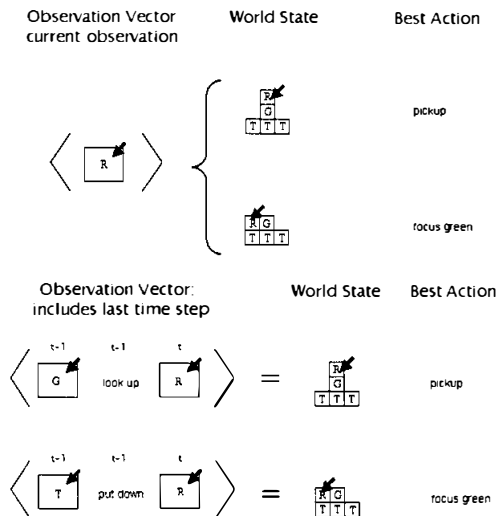 Observation Vector World State Best Action
current observation
R
G
T T T
pickup
R
R G
T T T
focus green
Observation Vector: World State Best Action
includes last time step
t-1 t-1 t
G look up R = R
G
T T T
pickup
t-1 t-1 t
T put down R = R G
T T T
focus green